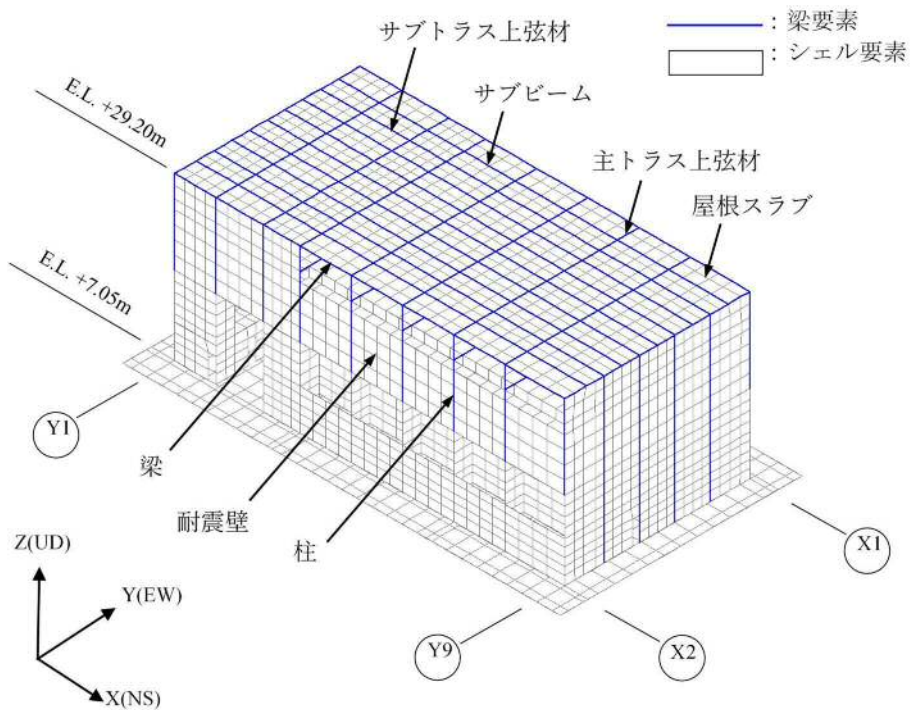 サブトラス上弦材
: 梁要素
: シェル要素
サブビーム
E.L. +29.20m
主トラス上弦材
屋根スラブ
E.L. +7.05m
Y1
梁
耐震壁
柱
X1
Z(UD)
Y(EW)
X(NS)
Y9
X2